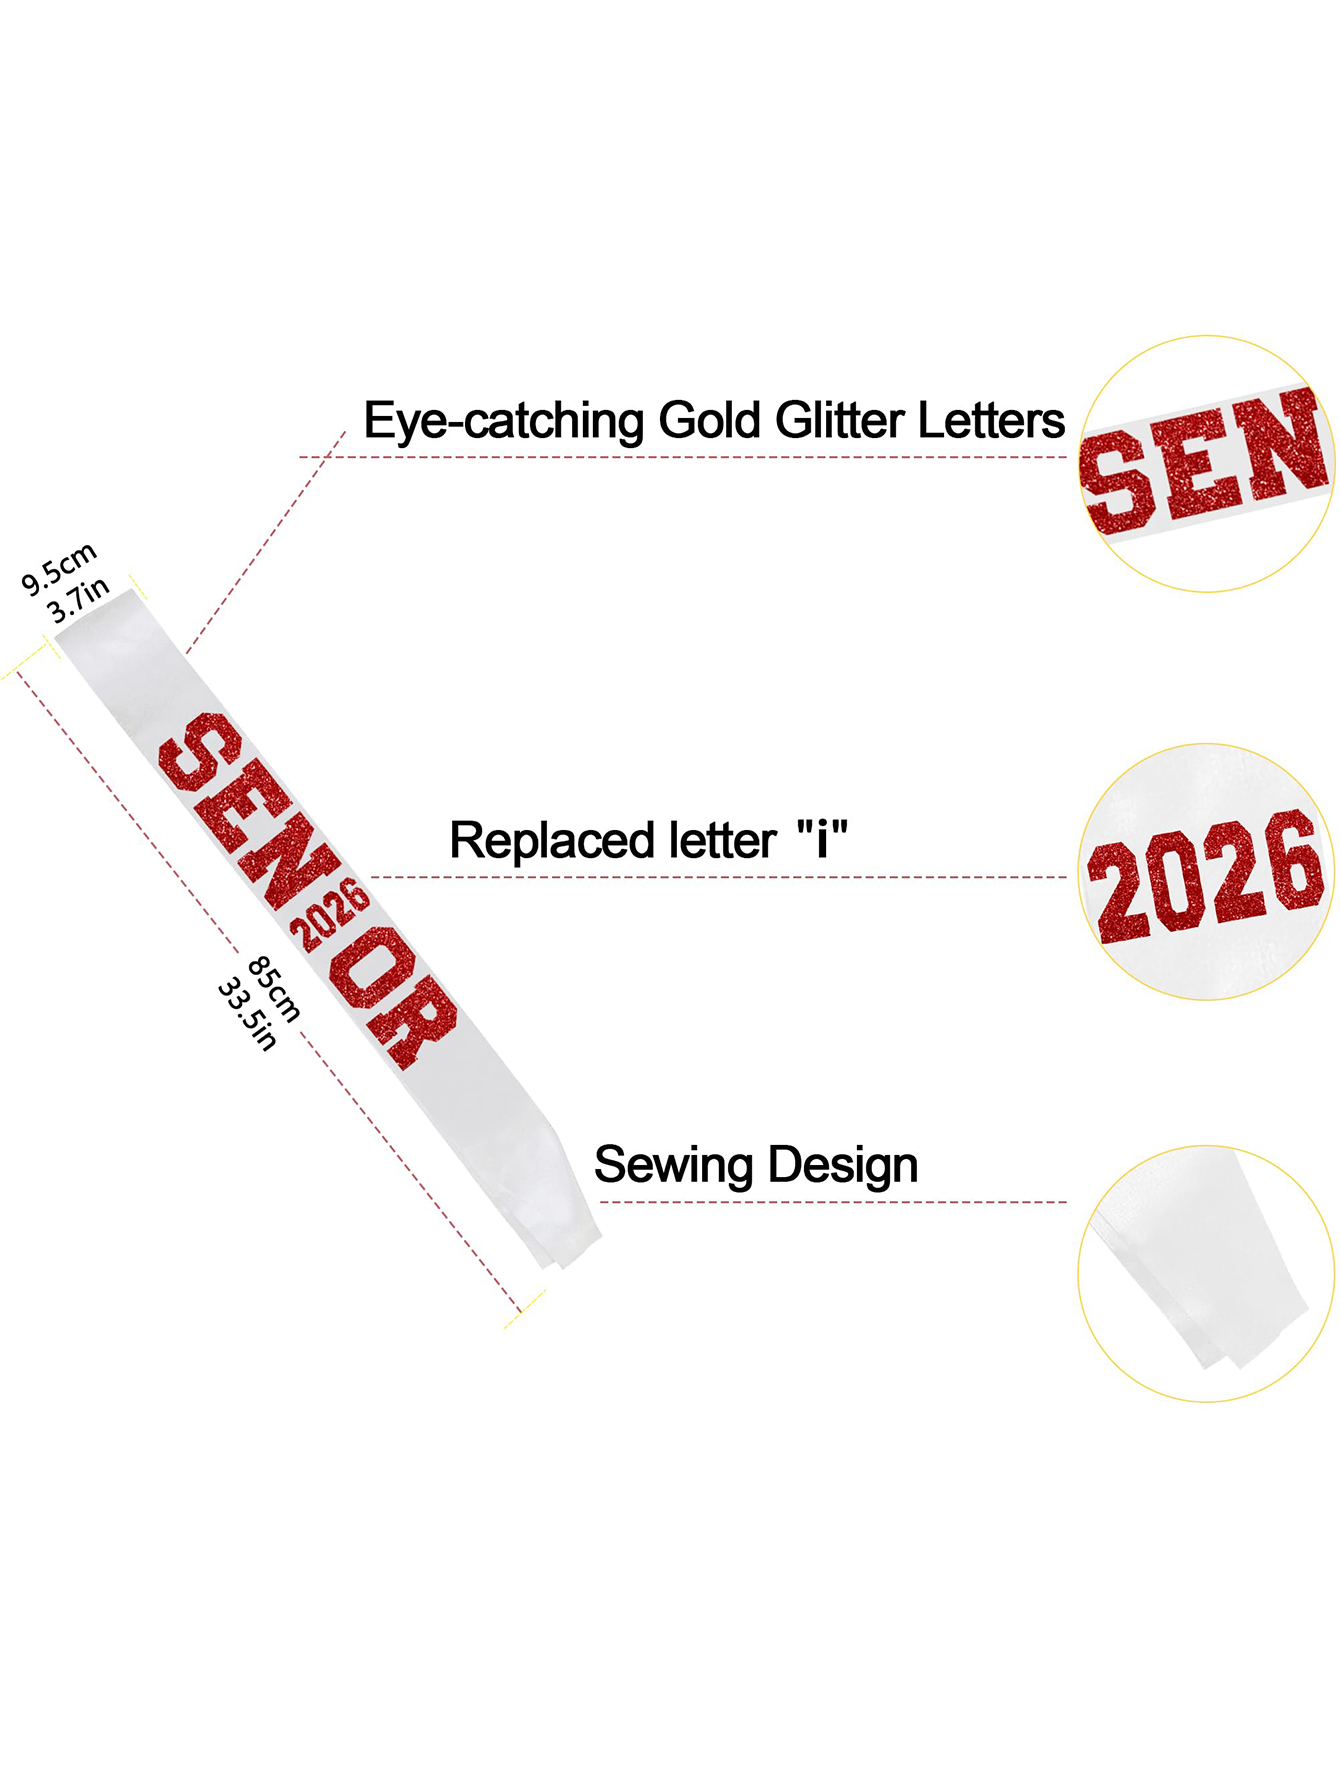 Eye-catching Gold Glitter Letters
SEN
9.5cm
3.7in
SEN
2026
OR
Replaced letter "i"
2026
85cm
33.5in
Sewing Design